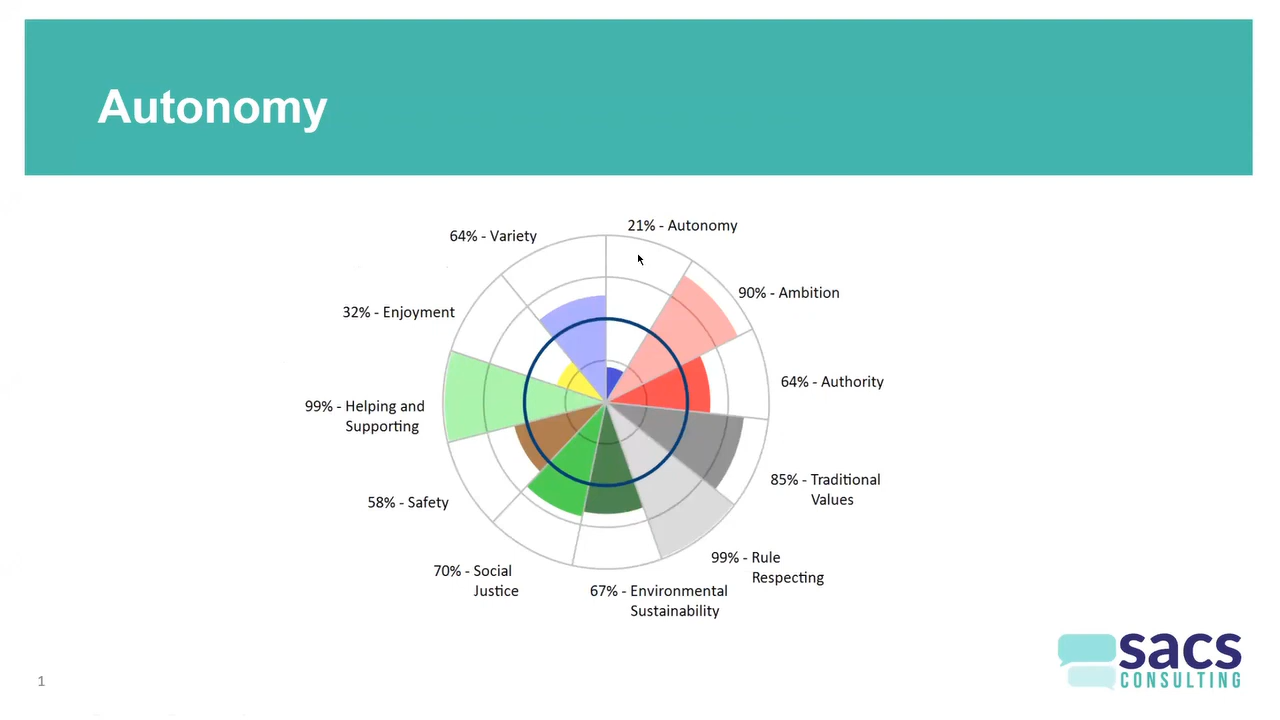 Autonomy
21% - Autonomy
64% - Variety
90% - Ambition
32% - Enjoyment
64% - Authority
99% - Helping and
Supporting
85% - Traditional
Values
58% - Safety
99% - Rule
Respecting
70% - Social
Justice
67% - Environmental
Sustainability
sacs
CONSULTING
1